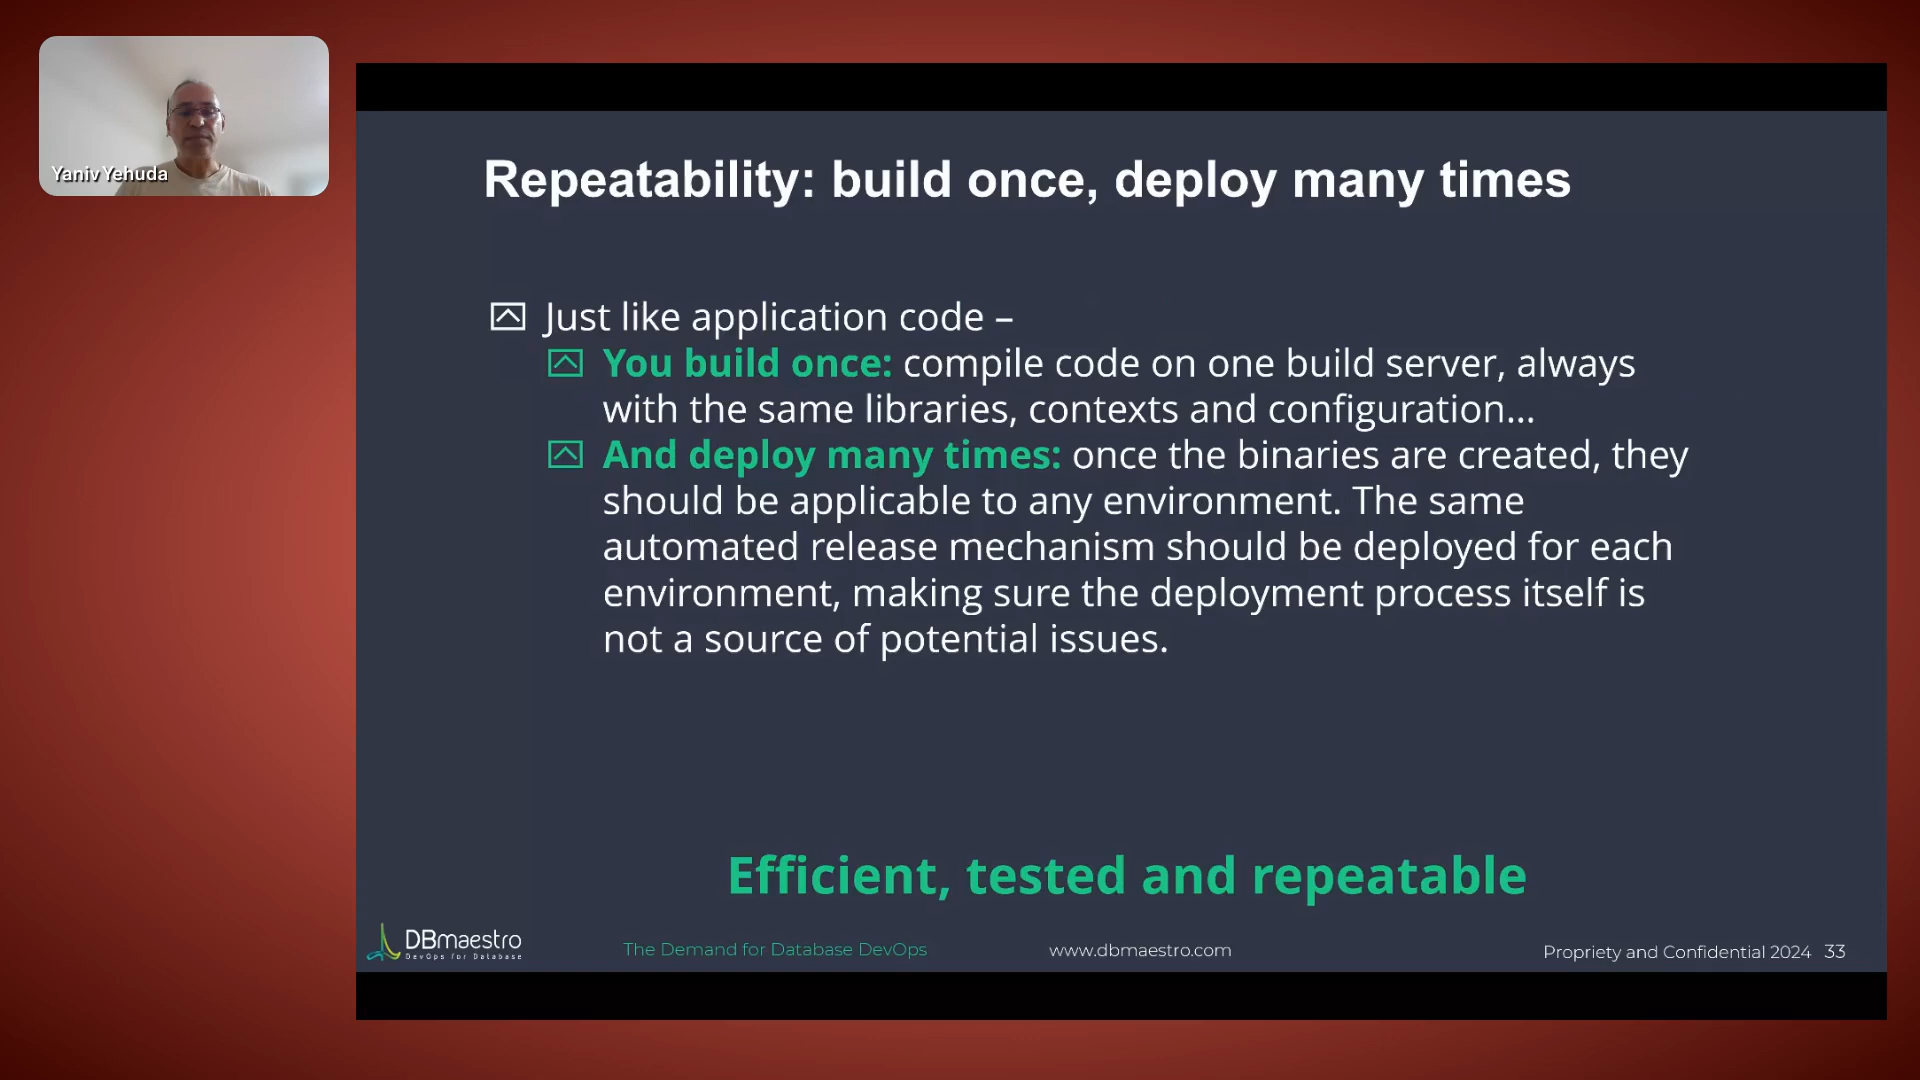 Yaniv Yehuda
Repeatability: build once, deploy many times
Just like application code –
You build once: compile code on one build server, always
with the same libraries, contexts and configuration...
And deploy many times: once the binaries are created, they
should be applicable to any environment. The same
automated release mechanism should be deployed for each
environment, making sure the deployment process itself is
not a source of potential issues.
Efficient, tested and repeatable
DBmaestro
DevOps for Database
The Demand for Database DevOps
www.dbmaestro.com
Propriety and Confidential 2024 33